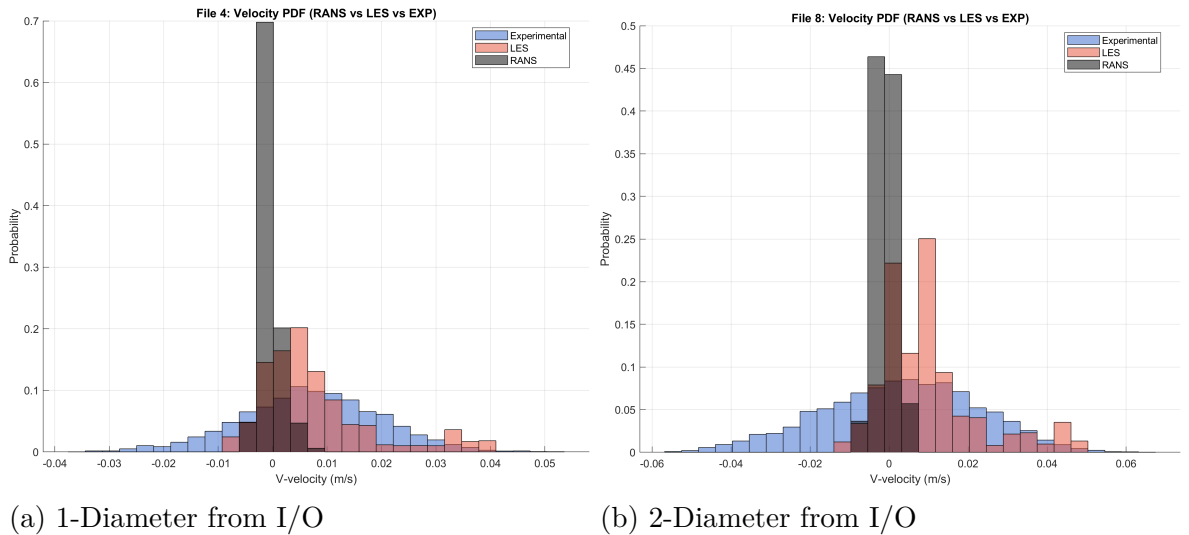 File 4: Velocity PDF (RANS vs LES vs EXP)
0.7
0.6
0.5
0.4
0.3
0.2
0.1
0
Probability
Experimental
LES
RANS
-0.04 -0.03 -0.02 -0.01 0 0.01 0.02 0.03 0.04 0.05
V-velocity (m/s)
(a) 1-Diameter from I/O
File 8: Velocity PDF (RANS vs LES vs EXP)
0.5
0.45
0.4
0.35
0.3
0.25
0.2
0.15
0.1
0.05
0
Probability
Experimental
LES
RANS
-0.06 -0.04 -0.02 0 0.02 0.04 0.06
V-velocity (m/s)
(b) 2-Diameter from I/O